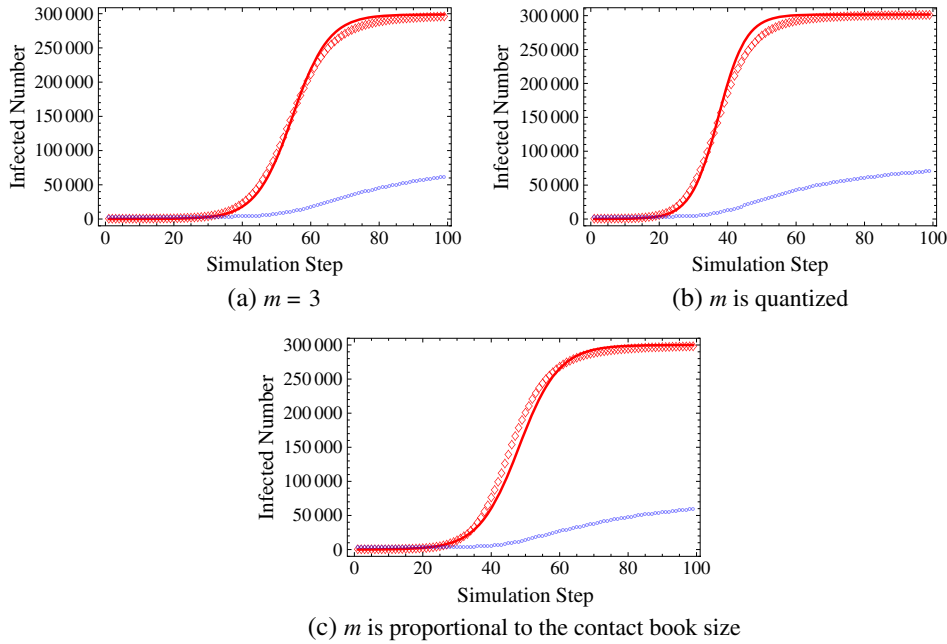 300 000
250 000
200 000
150 000
100 000
50 000
0
Infected Number
0 20 40 60 80 100
Simulation Step
(a) m = 3
300 000
250 000
200 000
150 000
100 000
50 000
0
Infected Number
0 20 40 60 80 100
Simulation Step
(b) m is quantized
300 000
250 000
200 000
150 000
100 000
50 000
0
Infected Number
0 20 40 60 80 100
Simulation Step
(c) m is proportional to the contact book size